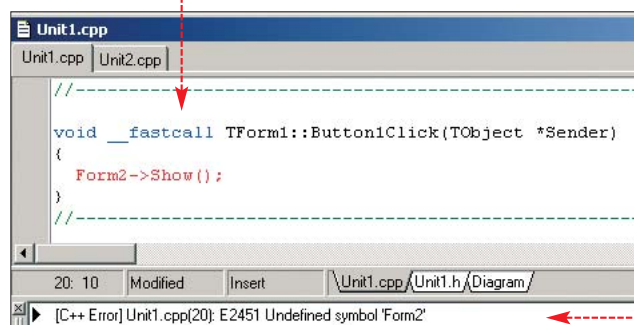 Unit1.cpp
Unit1.cpp Unit2.cpp
//------------------------------------------------------------
void __fastcall TForm1::Button1Click(TObject *Sender)
{
Form2->Show();
}
//------------------------------------------------------------
20: 10 Modified Insert \Unit1.cpp/Unit1.h/Diagram/
[C++ Error] Unit1.cpp(20): E2451 Undefined symbol 'Form2'